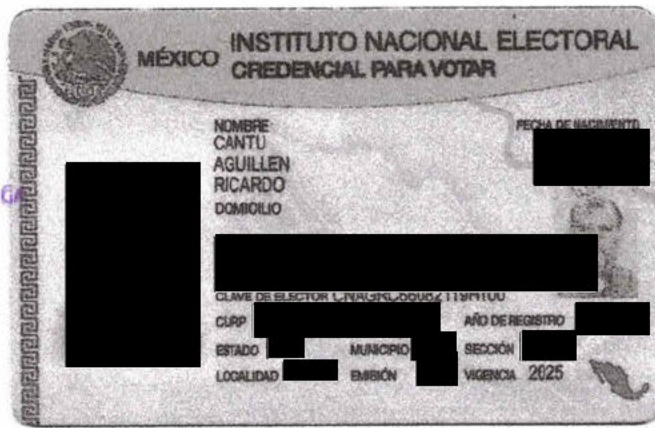 MÉXICO INSTITUTO NACIONAL ELECTORAL
CREDENCIAL PARA VOTAR
NOMBRE FECHA DE NACIMIENTO
CANTU
AGUILLEN
RICARDO
DOMICILIO
CLAVE DE ELECTOR
CURP AÑO DE REGISTRO
ESTADO MUNICIPIO SECCIÓN
LOCALIDAD EMISIÓN VIGENCIA 2025